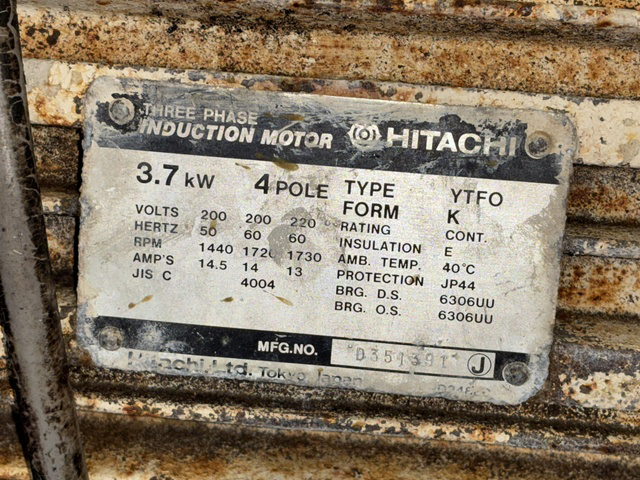 THREE PHASE
INDUCTION MOTOR HITACHI
3.7 kW 4 POLE
VOLTS 200 200 220
HERTZ 50 60 60
RPM 1440 1720 1730
AMP'S 14.5 14 13
JIS C 4004
TYPE YTFO
FORM K
RATING CONT.
INSULATION E
AMB. TEMP. 40°C
PROTECTION JP44
BRG. D.S. 6306UU
BRG. O.S. 6306UU
MFG.NO. D351391 J
Hitachi, Ltd. Tokyo Japan